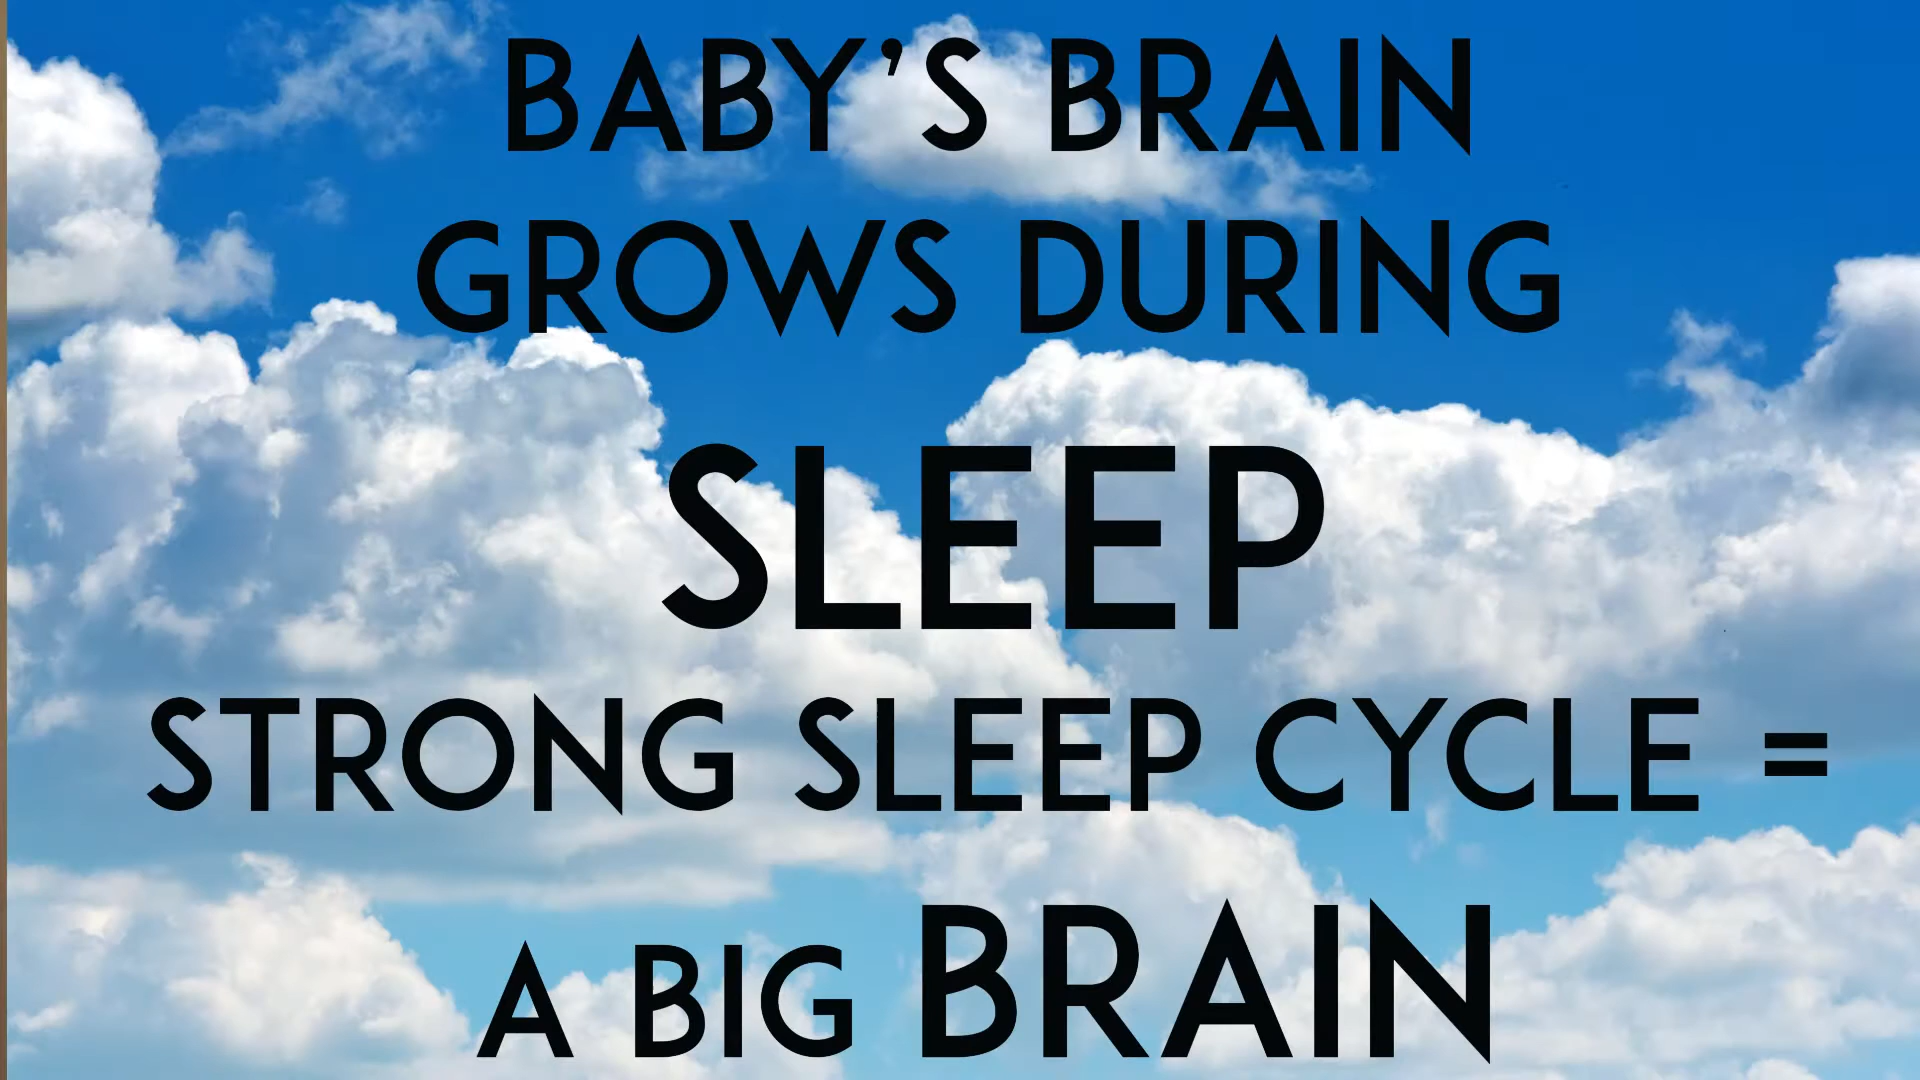 BABY’S BRAIN
GROWS DURING
SLEEP
STRONG SLEEP CYCLE =
A BIG BRAIN